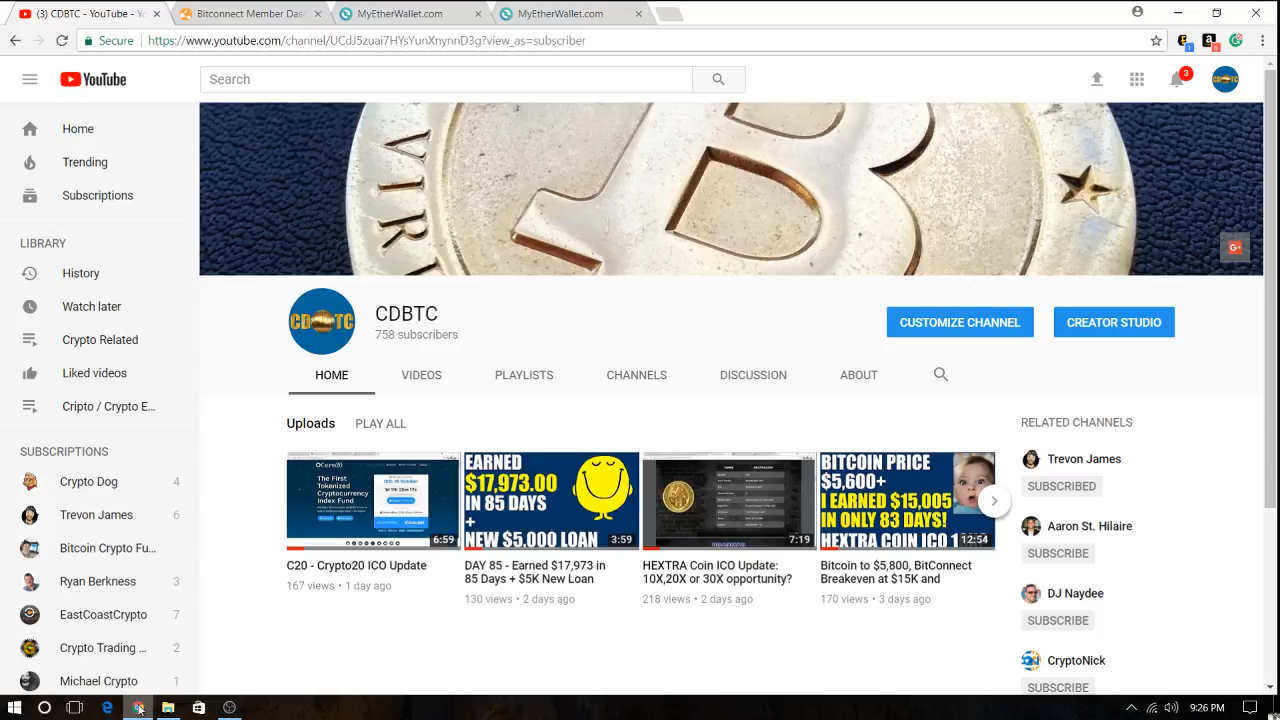 (3) CDBTC - YouTube - Yo
Bitconnect Member Das
MyEtherWallet.com
MyEtherWallet.com
Secure
https://www.youtube.com/channel/UCdJ5zuai7HYsYunXnynnD3g?view_as=subscriber
YouTube
Search
3
Home
Trending
Subscriptions
LIBRARY
History
Watch later
Crypto Related
Liked videos
Cripto / Crypto E...
SUBSCRIPTIONS
Crypto Dog 4
Trevon James 6
Bitcoin Crypto Fu...
Ryan Berkness 3
EastCoastCrypto 7
Crypto Trading ... 2
Michael Crypto 1
VIRE
B
G+
CDBTC
758 subscribers
CUSTOMIZE CHANNEL
CREATOR STUDIO
HOME
VIDEOS
PLAYLISTS
CHANNELS
DISCUSSION
ABOUT
Uploads PLAY ALL
The First
Tokenized
Cryptocurrency
Index Fund
6:59
C20 - Crypto20 ICO Update
167 views • 1 day ago
EARNED
$17,973.00
IN 85 DAYS
+
NEW $5.000 LOAN
3:59
DAY 85 - Earned $17,973 in
85 Days + $5K New Loan
130 views • 2 days ago
7:19
HEXTRA Coin ICO Update:
10X,20X or 30X opportunity?
218 views • 2 days ago
BITCOIN PRICE
$5,600+
I EARNED $15,005
IN ONLY 83 DAYS!
HEXTRA COIN ICO
12:54
Bitcoin to $5,800, BitConnect
Breakeven at $15K and
170 views • 3 days ago
RELATED CHANNELS
Trevon James
SUBSCRIBED
Aaron St. Hilaire
SUBSCRIBE
DJ Naydee
SUBSCRIBE
CryptoNick
SUBSCRIBE
9:26 PM